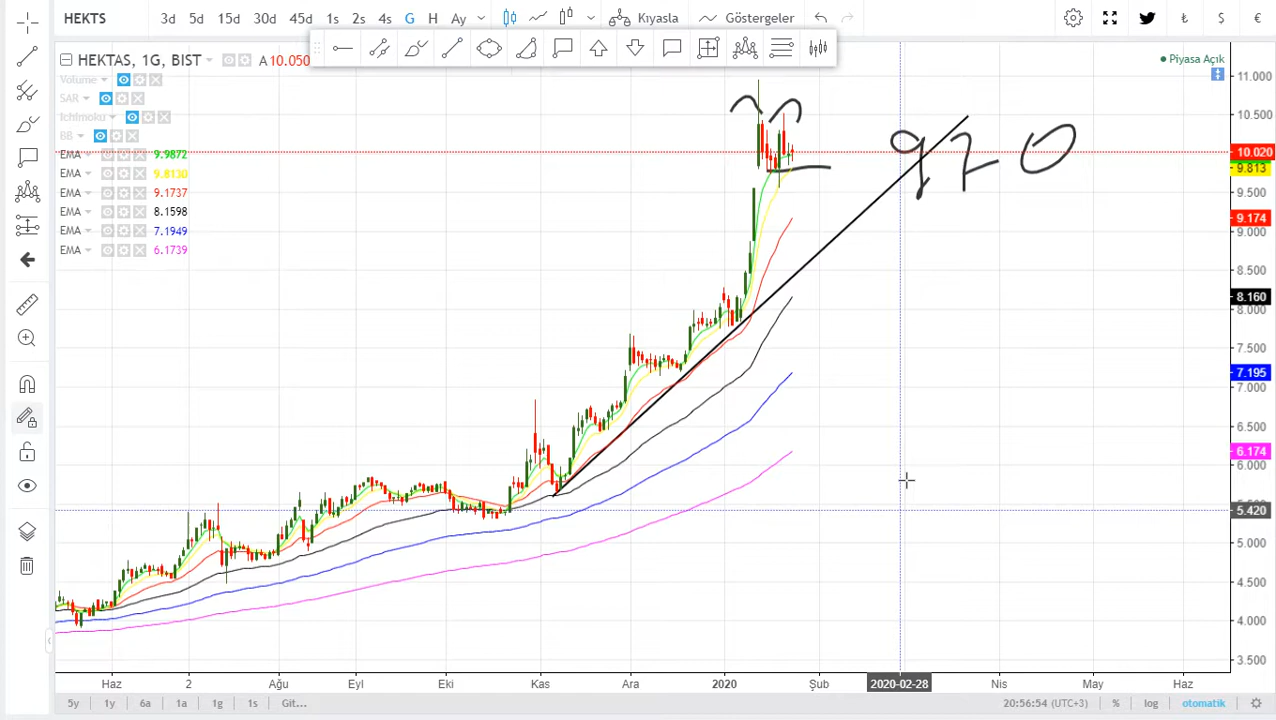 HEKTS 3d 5d 15d 30d 45d 1s 2s 4s G H Ay Kıyasla Göstergeler ₺ $ €
HEKTAS, 1G, BIST A 10.050
Piyasa Açık
Volume
SAR
Ichimoku
BB
EMA 9.9872
EMA 9.8130
EMA 9.1737
EMA 8.1598
EMA 7.1949
EMA 6.1739
970
11.000
10.500
10.020
9.813
9.500
9.174
9.000
8.500
8.160
8.000
7.500
7.195
7.000
6.500
6.174
6.000
5.420
5.000
4.500
4.000
3.500
Haz 2 Ağu Eyl Eki Kas Ara 2020 Şub 2020-02-28 Nis May Haz
5y 1y 6a 1a 1g 1s Git... 20:56:54 (UTC+3) % log otomatik